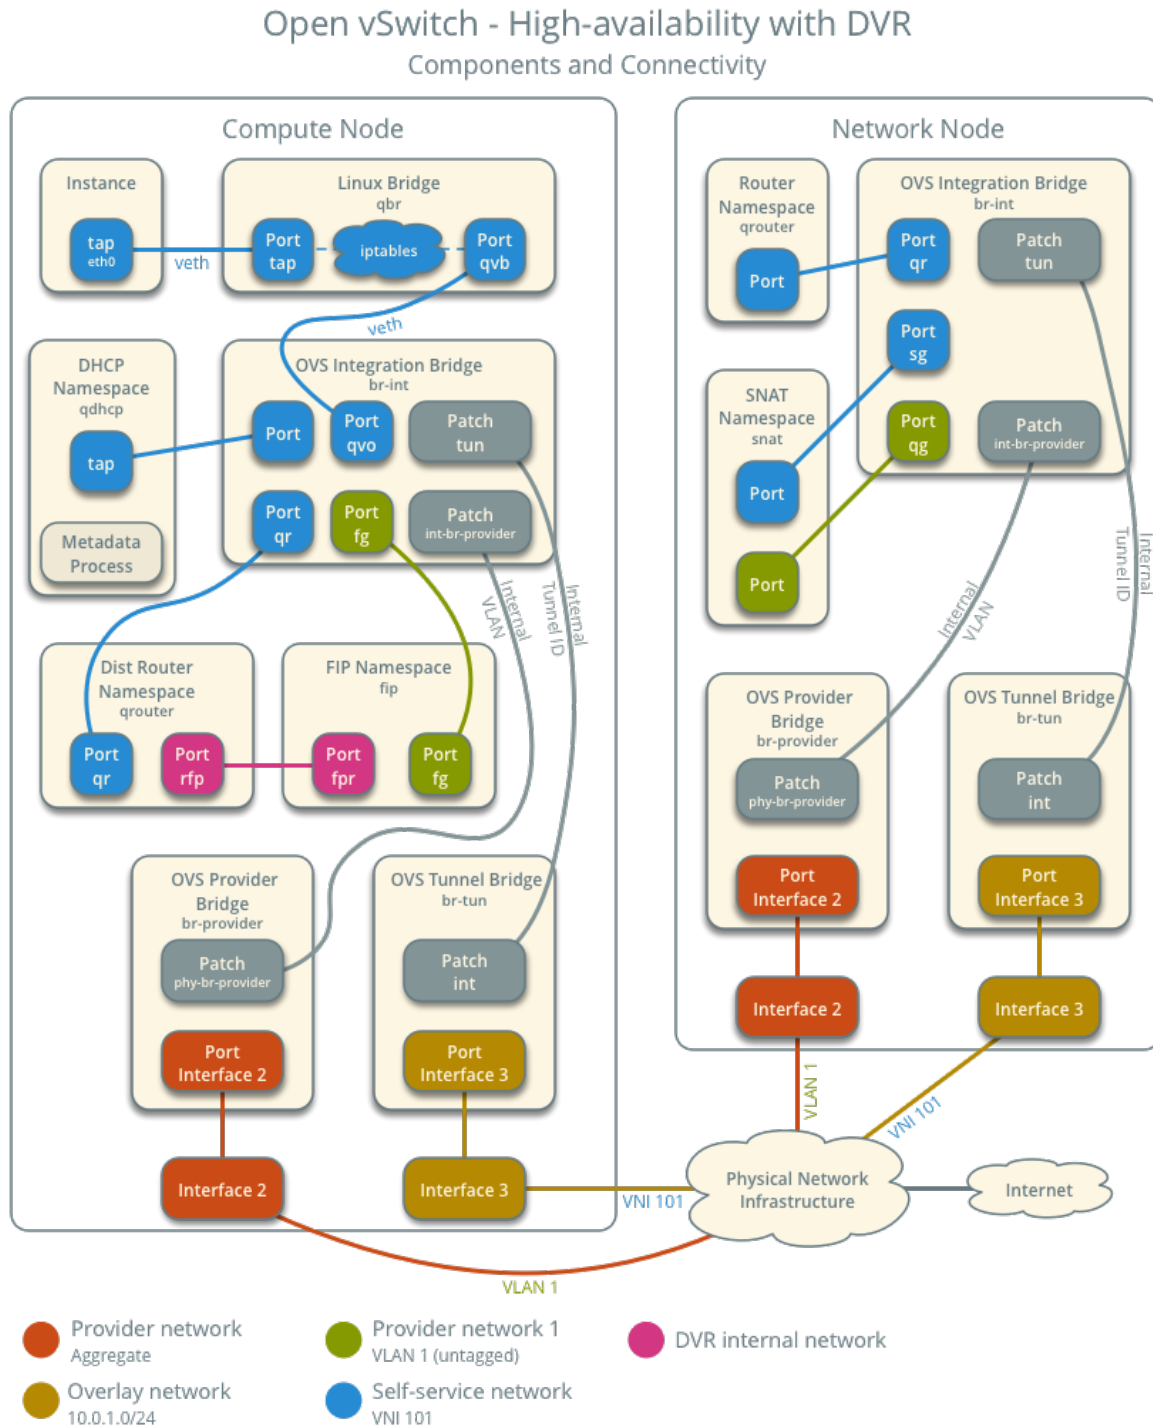 Open vSwitch - High-availability with DVR
Components and Connectivity
Compute Node
Instance
tap
eth0
veth
Linux Bridge
qbr
Port
tap
iptables
Port
qvb
veth
DHCP
Namespace
qdhcp
tap
Metadata
Process
OVS Integration Bridge
br-int
Port
Port
qvo
Patch
tun
Port
qr
Port
fg
Patch
int-br-provider
Internal
VLAN
Internal
Tunnel ID
Dist Router
Namespace
qrouter
Port
qr
Port
rfp
FIP Namespace
fip
Port
fpr
Port
fg
OVS Provider
Bridge
br-provider
Patch
phy-br-provider
Port
Interface 2
Interface 2
OVS Tunnel Bridge
br-tun
Patch
int
Port
Interface 3
Interface 3
Network Node
Router
Namespace
qrouter
Port
OVS Integration Bridge
br-int
Port
qr
Patch
tun
Port
sg
Port
qg
Patch
int-br-provider
SNAT
Namespace
snat
Port
Port
Internal
VLAN
Internal
Tunnel ID
OVS Provider
Bridge
br-provider
Patch
phy-br-provider
Port
Interface 2
Interface 2
OVS Tunnel Bridge
br-tun
Patch
int
Port
Interface 3
Interface 3
VLAN 1
VNI 101
VNI 101
Physical Network
Infrastructure
Internet
VLAN 1
Provider network
Aggregate
Provider network 1
VLAN 1 (untagged)
DVR internal network
Overlay network
10.0.1.0/24
Self-service network
VNI 101